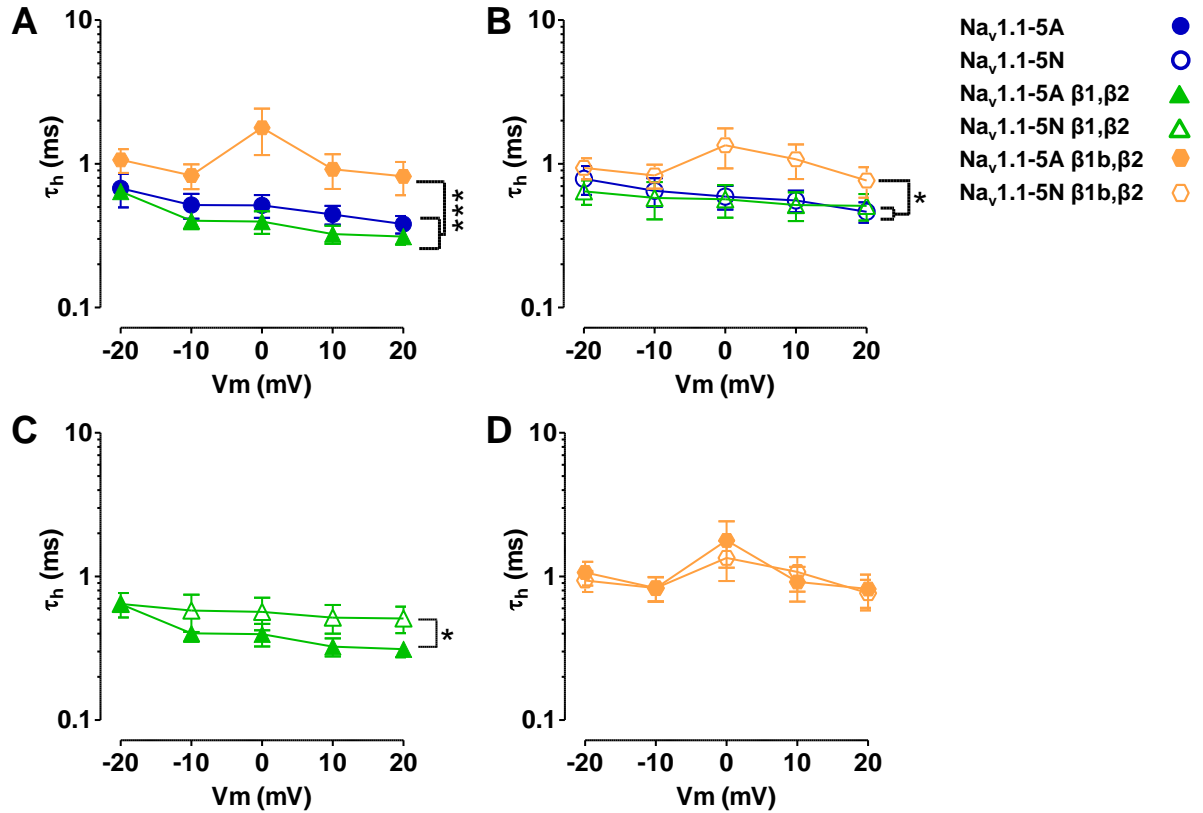 A
10
1
0.1
τh (ms)
***
-20 -10 0 10 20
Vm (mV)
B
10
1
0.1
τh (ms)
*
-20 -10 0 10 20
Vm (mV)
Nav1.1-5A
Nav1.1-5N
Nav1.1-5A β1,β2
Nav1.1-5N β1,β2
Nav1.1-5A β1b,β2
Nav1.1-5N β1b,β2
C
10
1
0.1
τh (ms)
*
-20 -10 0 10 20
Vm (mV)
D
10
1
0.1
τh (ms)
-20 -10 0 10 20
Vm (mV)